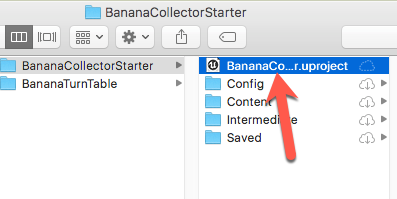 BananaCollectorStarter
BananaCollectorStarter
BananaTurnTable
BananaCo...r.uproject
Config
Content
Intermediate
Saved